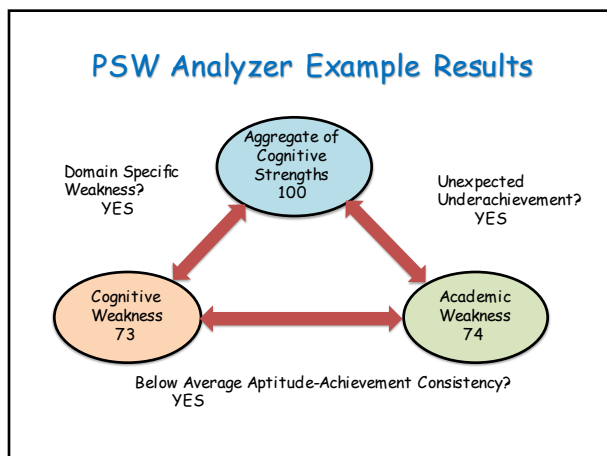 PSW Analyzer Example Results
Aggregate of
Cognitive
Strengths
100
Domain Specific
Weakness?
YES
Unexpected
Underachievement?
YES
Cognitive
Weakness
73
Academic
Weakness
74
Below Average Aptitude-Achievement Consistency?
YES